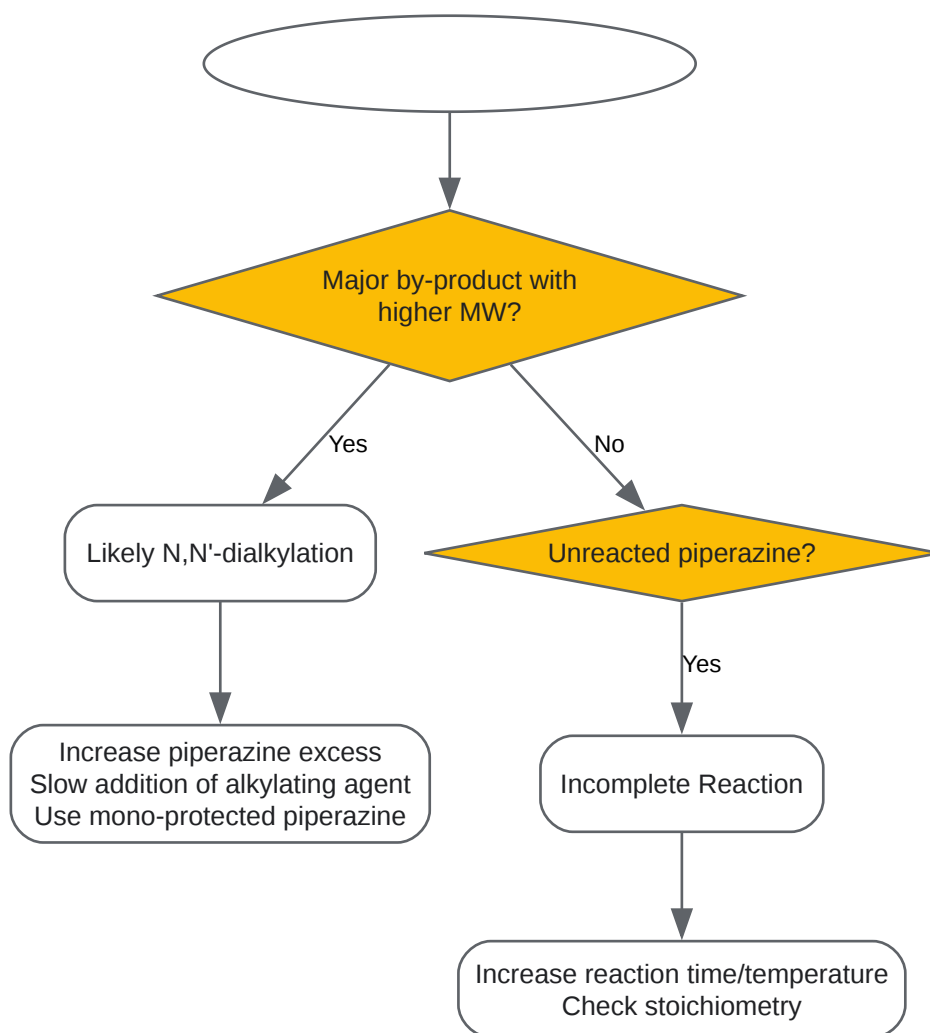 Major by-product with
higher MW?
Yes
No
Likely N,N'-dialkylation
Unreacted piperazine?
Yes
Increase piperazine excess
Slow addition of alkylating agent
Use mono-protected piperazine
Incomplete Reaction
Increase reaction time/temperature
Check stoichiometry